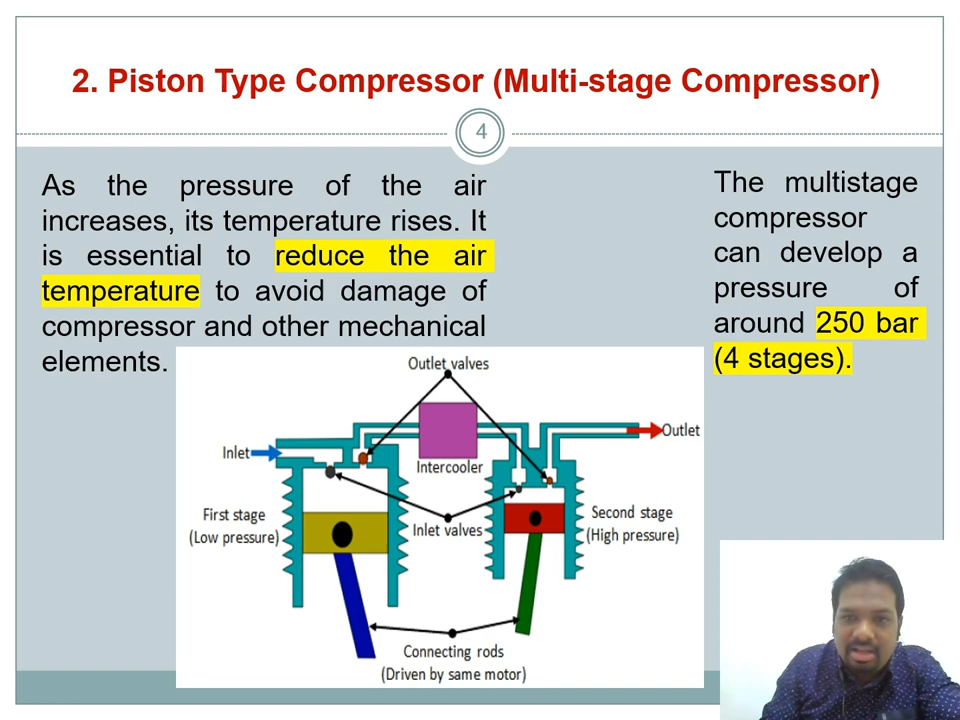 2. Piston Type Compressor (Multi-stage Compressor)
4
As the pressure of the air
increases, its temperature rises. It
is essential to reduce the air
temperature to avoid damage of
compressor and other mechanical
elements.
The multistage
compressor
can develop a
pressure of
around 250 bar
(4 stages).
Outlet valves
Inlet
Outlet
Intercooler
First stage
(Low pressure)
Inlet valves
Second stage
(High pressure)
Connecting rods
(Driven by same motor)